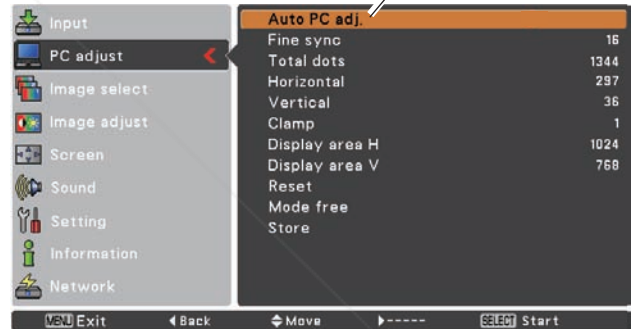 Input
PC adjust
Image select
Image adjust
Screen
Sound
Setting
Information
Network
Auto PC adj.
Fine sync 16
Total dots 1344
Horizontal 297
Vertical 36
Clamp 1
Display area H 1024
Display area V 768
Reset
Mode free
Store
MENU Exit ◀Back Move ▶----- SELECT Start